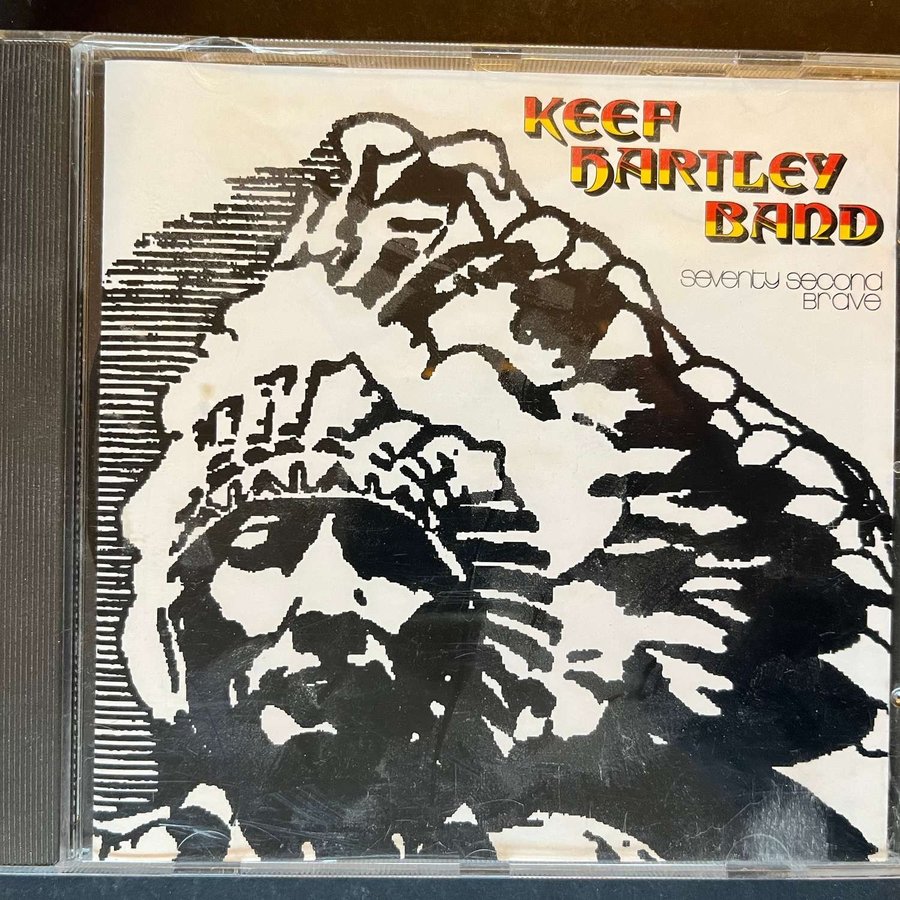 KEEF
HARTLEY
BAND
Seventy Second
Brave